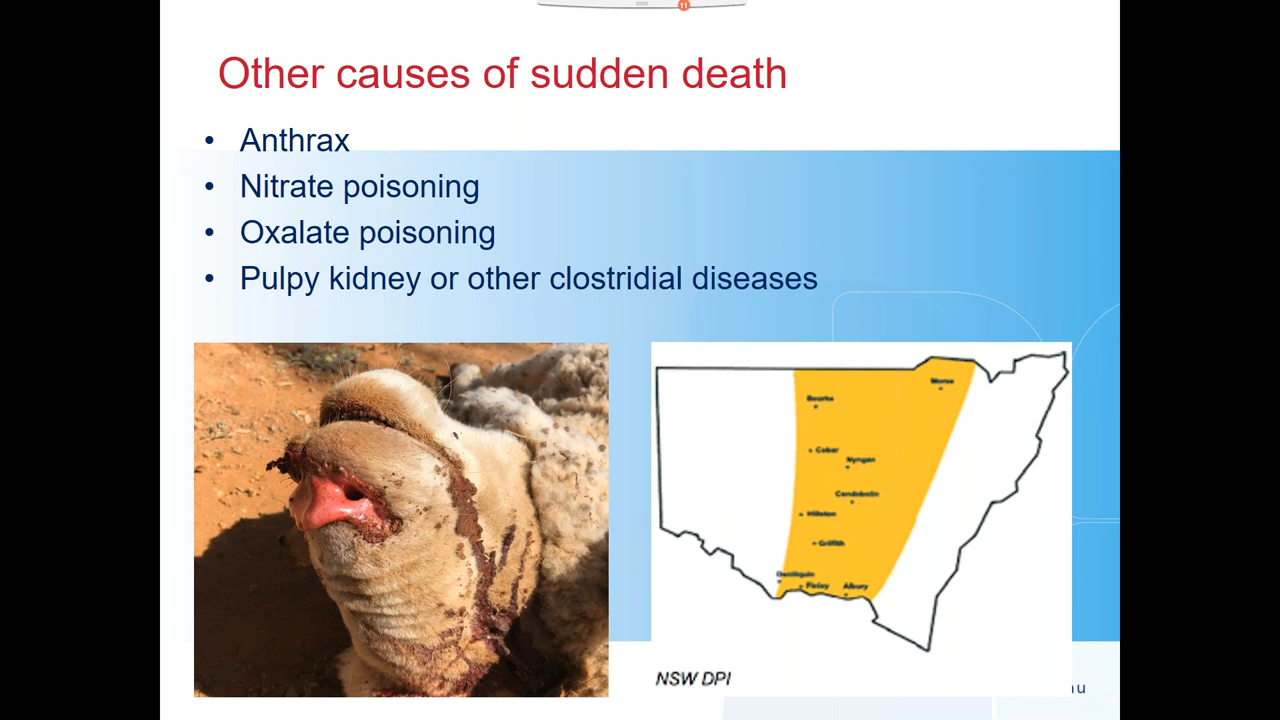 11
Other causes of sudden death
• Anthrax
• Nitrate poisoning
• Oxalate poisoning
• Pulpy kidney or other clostridial diseases
Moree
Bourke
Cobar
Nyngan
Condobolin
Hillston
Griffith
Deniliquin
Finley
Albury
NSW DPI